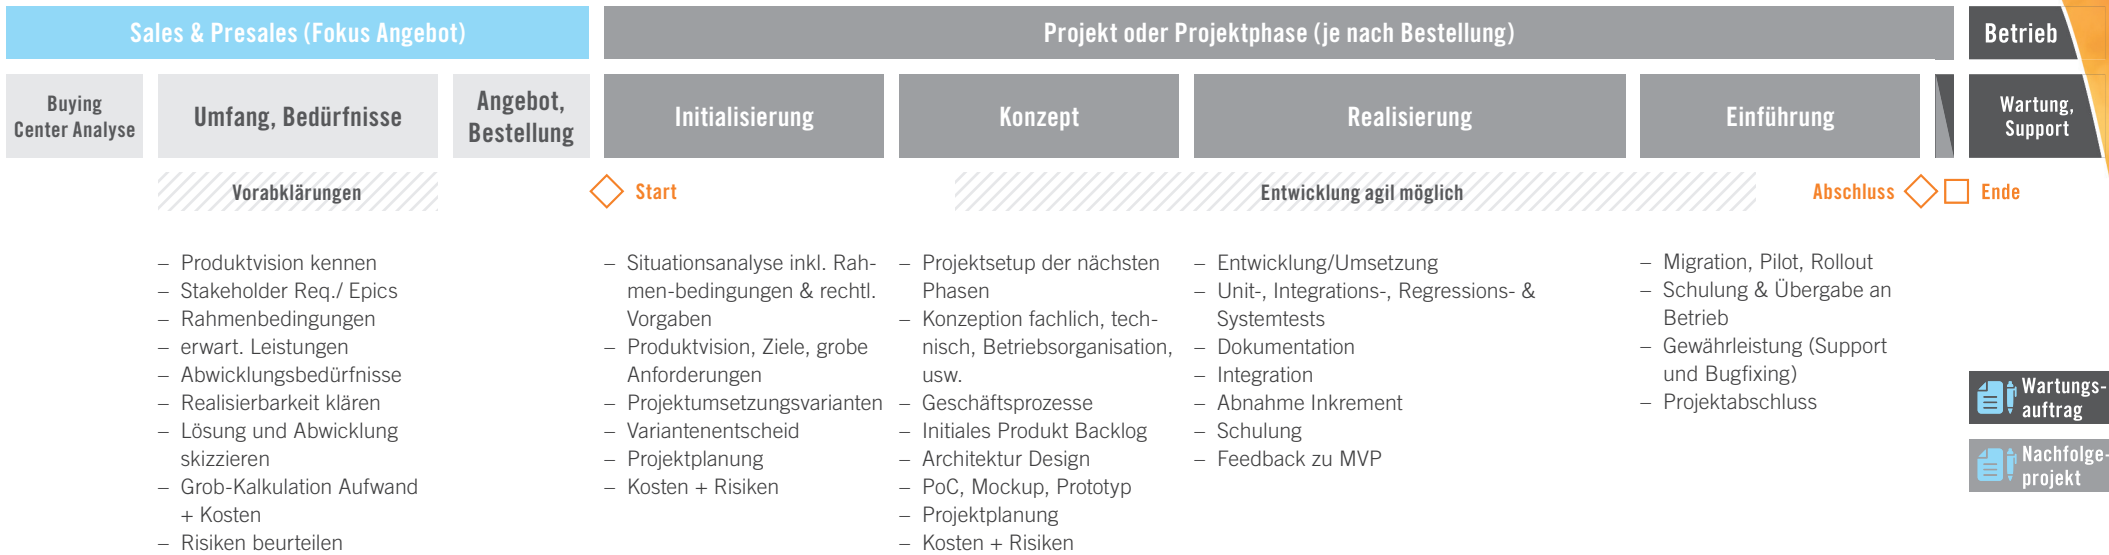 Sales & Presales (Fokus Angebot)
Projekt oder Projektphase (je nach Bestellung)
Betrieb
Buying
Center Analyse
Umfang, Bedürfnisse
Angebot,
Bestellung
Initialisierung
Konzept
Realisierung
Einführung
Wartung,
Support
Vorabklärungen
Start
Entwicklung agil möglich
Abschluss
Ende
– Produktvision kennen
– Stakeholder Req./ Epics
– Rahmenbedingungen
– erwart. Leistungen
– Abwicklungsbedürfnisse
– Realisierbarkeit klären
– Lösung und Abwicklung
skizzieren
– Grob-Kalkulation Aufwand
+ Kosten
– Risiken beurteilen
– Situationsanalyse inkl. Rah-
men-bedingungen & rechtl.
Vorgaben
– Produktvision, Ziele, grobe
Anforderungen
– Projektumsetzungsvarianten
– Variantenentscheid
– Projektplanung
– Kosten + Risiken
– Projektsetup der nächsten
Phasen
– Konzeption fachlich, tech-
nisch, Betriebsorganisation,
usw.
– Geschäftsprozesse
– Initiales Produkt Backlog
– Architektur Design
– PoC, Mockup, Prototyp
– Projektplanung
– Kosten + Risiken
– Entwicklung/Umsetzung
– Unit-, Integrations-, Regressions- &
Systemtests
– Dokumentation
– Integration
– Abnahme Inkrement
– Schulung
– Feedback zu MVP
– Migration, Pilot, Rollout
– Schulung & Übergabe an
Betrieb
– Gewährleistung (Support
und Bugfixing)
– Projektabschluss
Wartungs-
auftrag
Nachfolge-
projekt